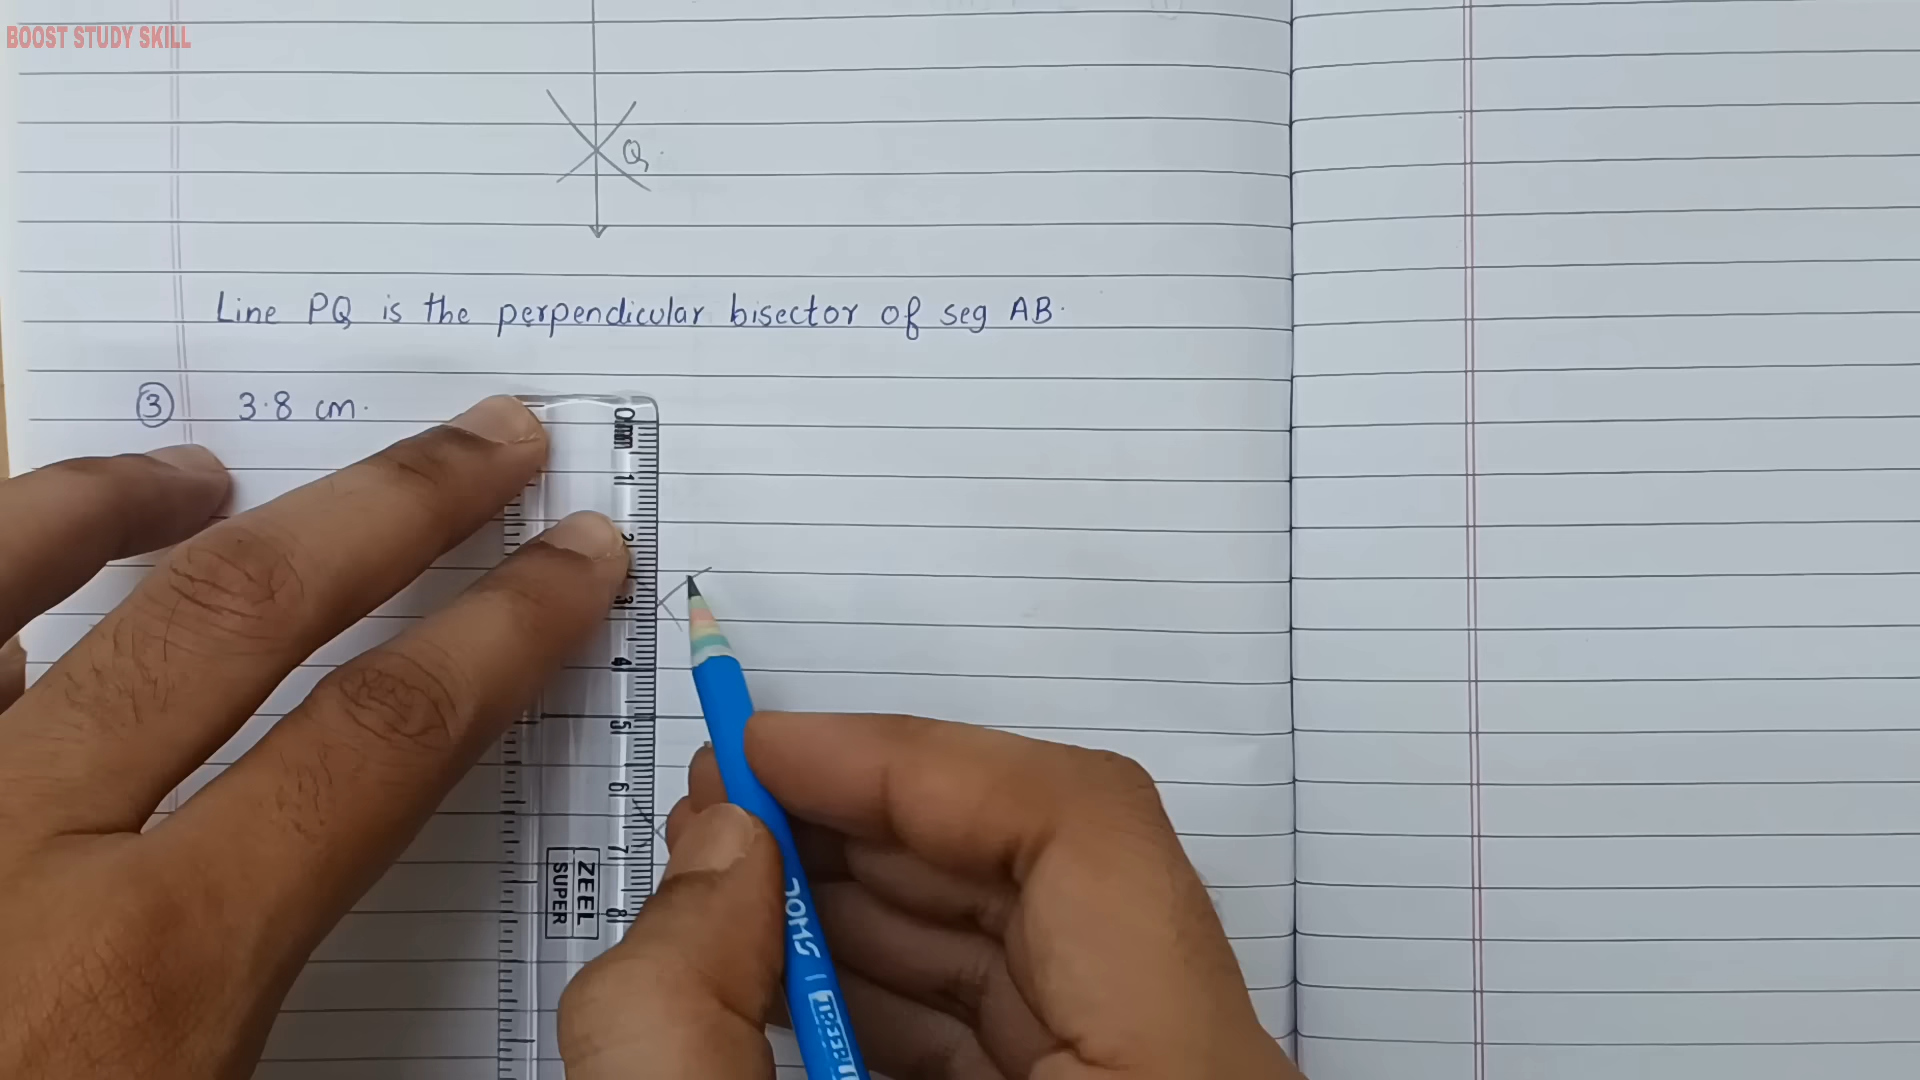 BOOST STUDY SKILL
Q
Line PQ is the perpendicular bisector of seg AB.
③ 3.8 cm.
0mm 1 2 3 4 5 6 7 8
ZEEL
SUPER
DOMS